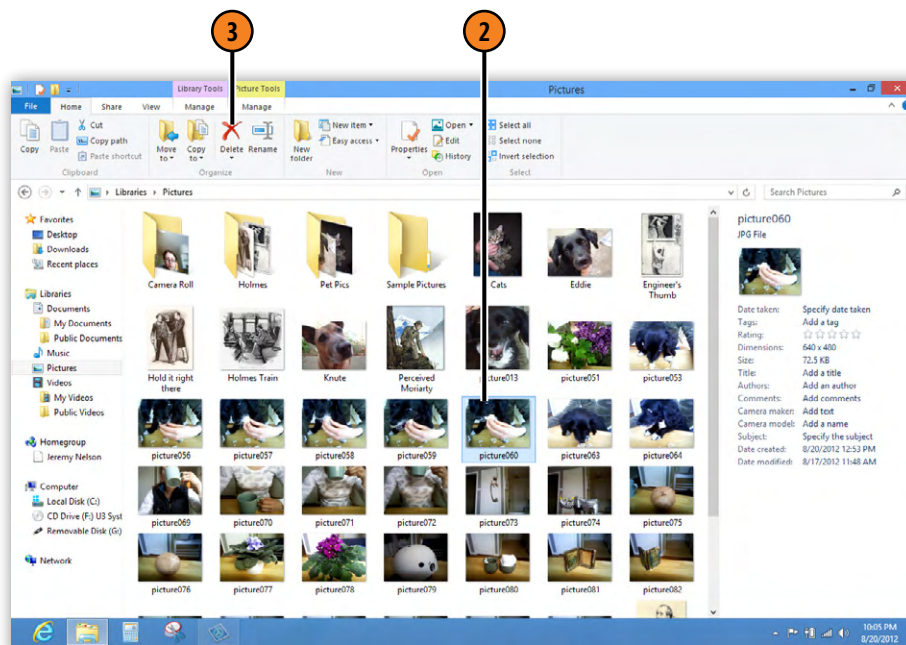 3
2
Library Tools
Picture Tools
Pictures
File
Home
Share
View
Manage
Manage
Copy
Paste
Cut
Copy path
Paste shortcut
Clipboard
Move to
Copy to
Delete
Rename
Organize
New folder
New item
Easy access
New
Properties
Open
Edit
History
Open
Select all
Select none
Invert selection
Select
Libraries
Pictures
Search Pictures
Favorites
Desktop
Downloads
Recent places
Libraries
Documents
My Documents
Public Documents
Music
Pictures
Videos
My Videos
Public Videos
Homegroup
Jeremy Nelson
Computer
Local Disk (C:)
CD Drive (F:) U3 Syst
Removable Disk (G:)
Network
Camera Roll
Holmes
Pet Pics
Sample Pictures
Cats
Eddie
Engineer's
Thumb
Hold it right
there
Holmes Train
Knute
Perceived
Moriarty
picture013
picture051
picture053
picture056
picture057
picture058
picture059
picture060
picture063
picture064
picture069
picture070
picture071
picture072
picture073
picture074
picture075
picture076
picture077
picture078
picture079
picture080
picture081
picture082
picture060
JPG File
Date taken: Specify date taken
Tags: Add a tag
Rating:
Dimensions: 640 x 480
Size: 72.5 KB
Title: Add a title
Authors: Add an author
Comments: Add comments
Camera maker: Add text
Camera model: Add a name
Subject: Specify the subject
Date created: 8/20/2012 12:53 PM
Date modified: 8/17/2012 11:48 AM
10:05 PM
8/20/2012